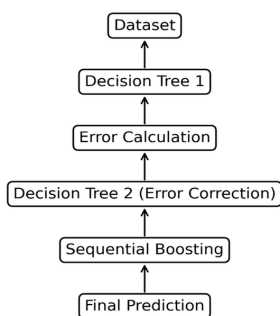 Dataset
Decision Tree 1
Error Calculation
Decision Tree 2 (Error Correction)
Sequential Boosting
Final Prediction